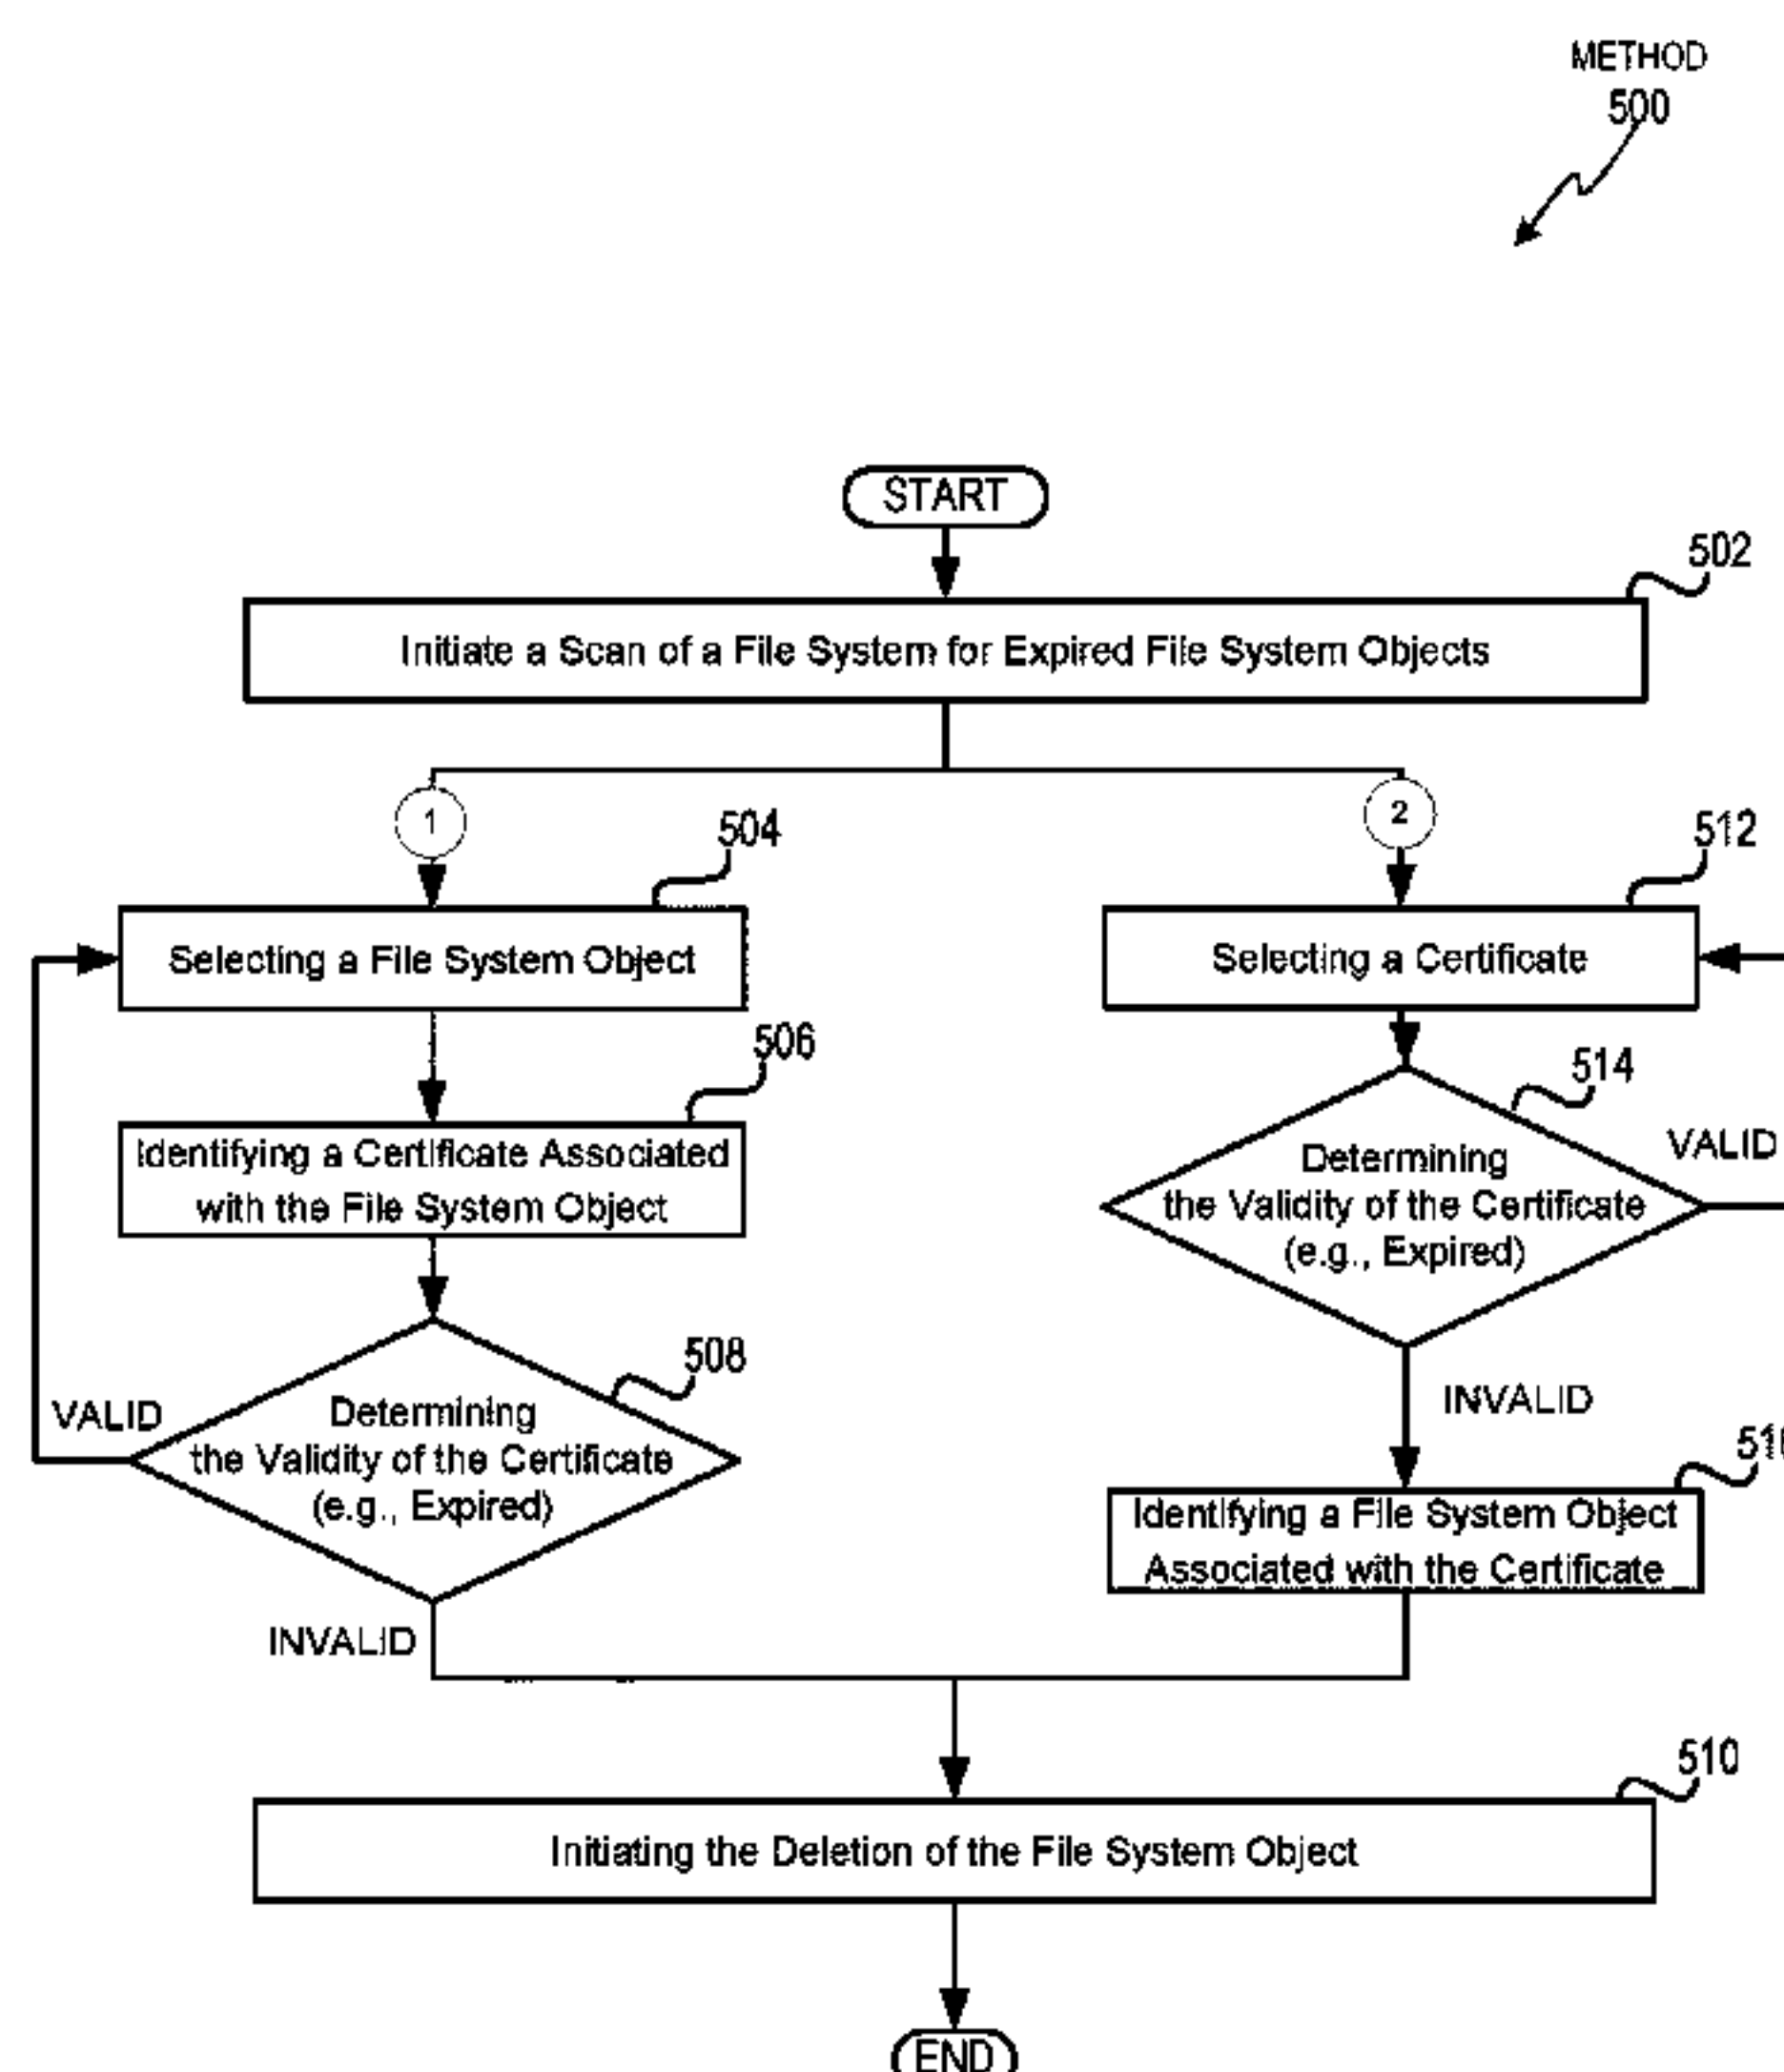 METHOD
500
START
502
Initiate a Scan of a File System for Expired File System Objects
1
2
504
512
Selecting a File System Object
Selecting a Certificate
506
514
Identifying a Certificate Associated
with the File System Object
Determining
the Validity of the Certificate
(e.g., Expired)
VALID
508
Determining
the Validity of the Certificate
(e.g., Expired)
VALID
INVALID
Identifying a File System Object
Associated with the Certificate
INVALID
510
Initiating the Deletion of the File System Object
END